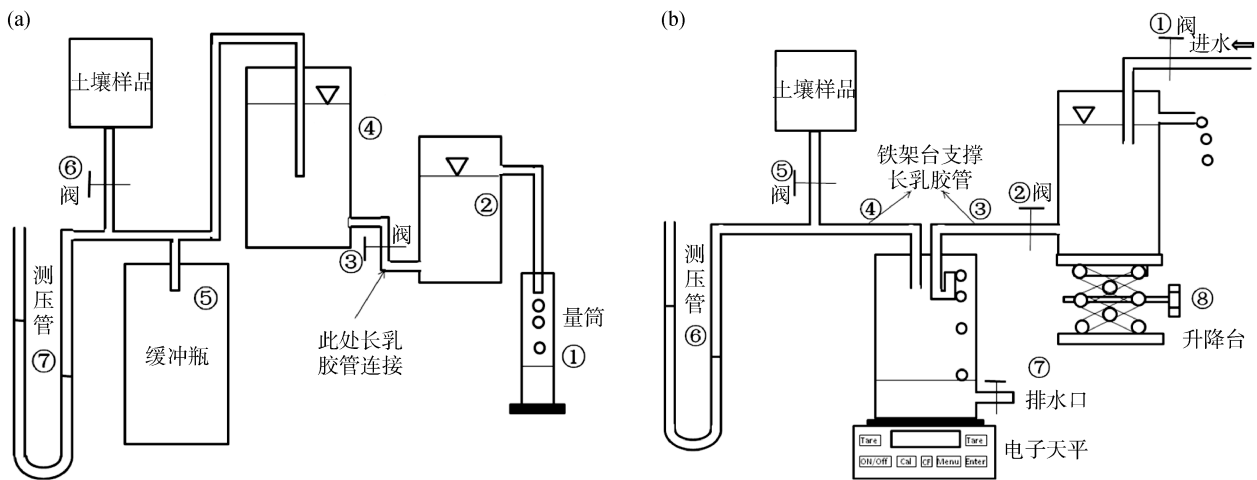 (a)
土壤样品
④
⑥
阀
②
阀
③
测压管
⑦
⑤
缓冲瓶
此处长乳
胶管连接
量筒
①
(b)
①阀
进水
土壤样品
铁架台支撑
长乳胶管
⑤
阀
④
③
②阀
测压管
⑥
⑧
升降台
⑦
排水口
Tare
Tare
ON/Off
Cal
CF
Menu
Enter
电子天平